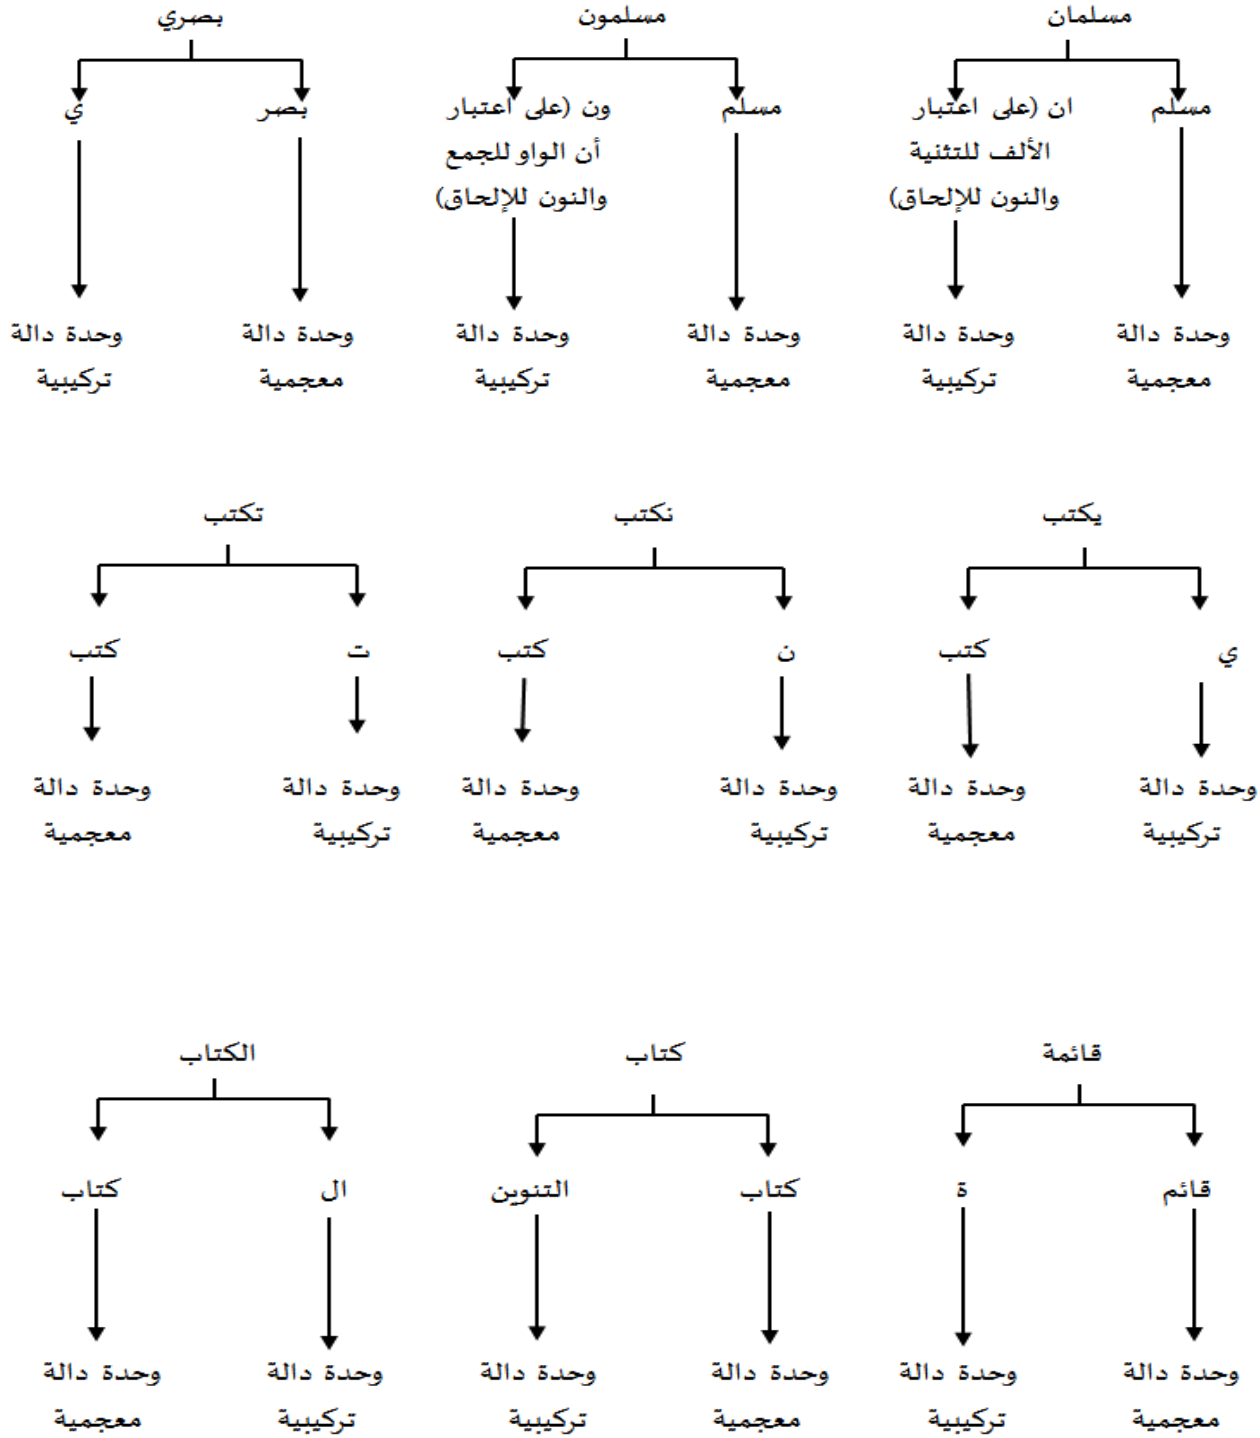 مسلمان
مسلمون
بصري
مسلم
ان (على اعتبار
الألف للتثنية
والنون للإلحاق)
مسلم
ون (على اعتبار
أن الواو للجمع
والنون للإلحاق)
بصر
ي
وحدة دالة
معجمية
وحدة دالة
تركيبية
وحدة دالة
معجمية
وحدة دالة
تركيبية
وحدة دالة
معجمية
وحدة دالة
تركيبية
يكتب
نكتب
تكتب
ي
كتب
ن
كتب
ت
كتب
وحدة دالة
تركيبية
وحدة دالة
معجمية
وحدة دالة
تركيبية
وحدة دالة
معجمية
وحدة دالة
تركيبية
وحدة دالة
معجمية
قائمة
كتاب
الكتاب
قائم
ة
كتاب
التنوين
ال
كتاب
وحدة دالة
معجمية
وحدة دالة
تركيبية
وحدة دالة
معجمية
وحدة دالة
تركيبية
وحدة دالة
تركيبية
وحدة دالة
معجمية